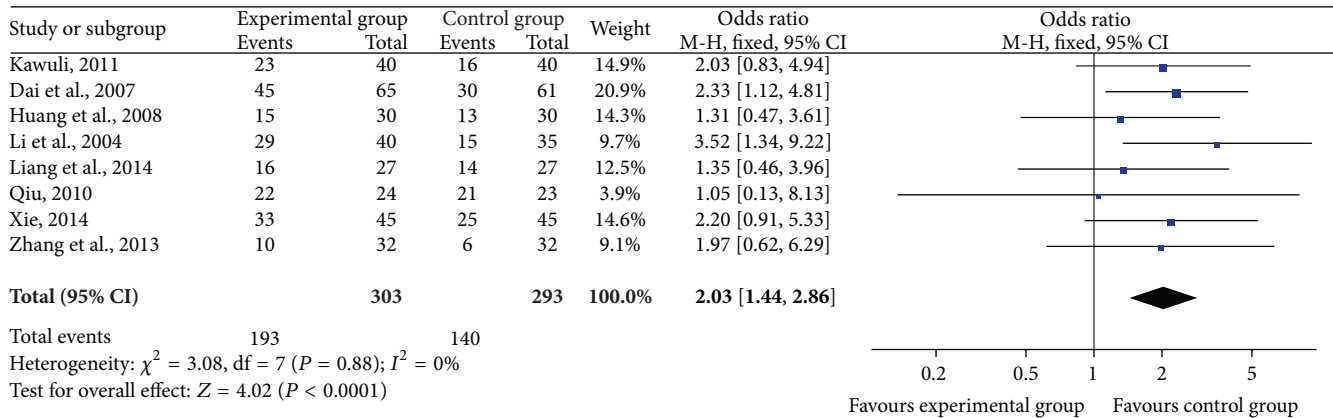 Study or subgroup Experimental group Control group Weight Odds ratio Odds ratio
Events Total Events Total M-H, fixed, 95% CI M-H, fixed, 95% CI
Kawuli, 2011 23 40 16 40 14.9% 2.03 [0.83, 4.94]
Dai et al., 2007 45 65 30 61 20.9% 2.33 [1.12, 4.81]
Huang et al., 2008 15 30 13 30 14.3% 1.31 [0.47, 3.61]
Li et al., 2004 29 40 15 35 9.7% 3.52 [1.34, 9.22]
Liang et al., 2014 16 27 14 27 12.5% 1.35 [0.46, 3.96]
Qiu, 2010 22 24 21 23 3.9% 1.05 [0.13, 8.13]
Xie, 2014 33 45 25 45 14.6% 2.20 [0.91, 5.33]
Zhang et al., 2013 10 32 6 32 9.1% 1.97 [0.62, 6.29]
Total (95% CI) 303 293 100.0% 2.03 [1.44, 2.86]
Total events 193 140
Heterogeneity: χ² = 3.08, df = 7 (P = 0.88); I² = 0%
Test for overall effect: Z = 4.02 (P < 0.0001)
0.2 0.5 1 2 5
Favours experimental group Favours control group